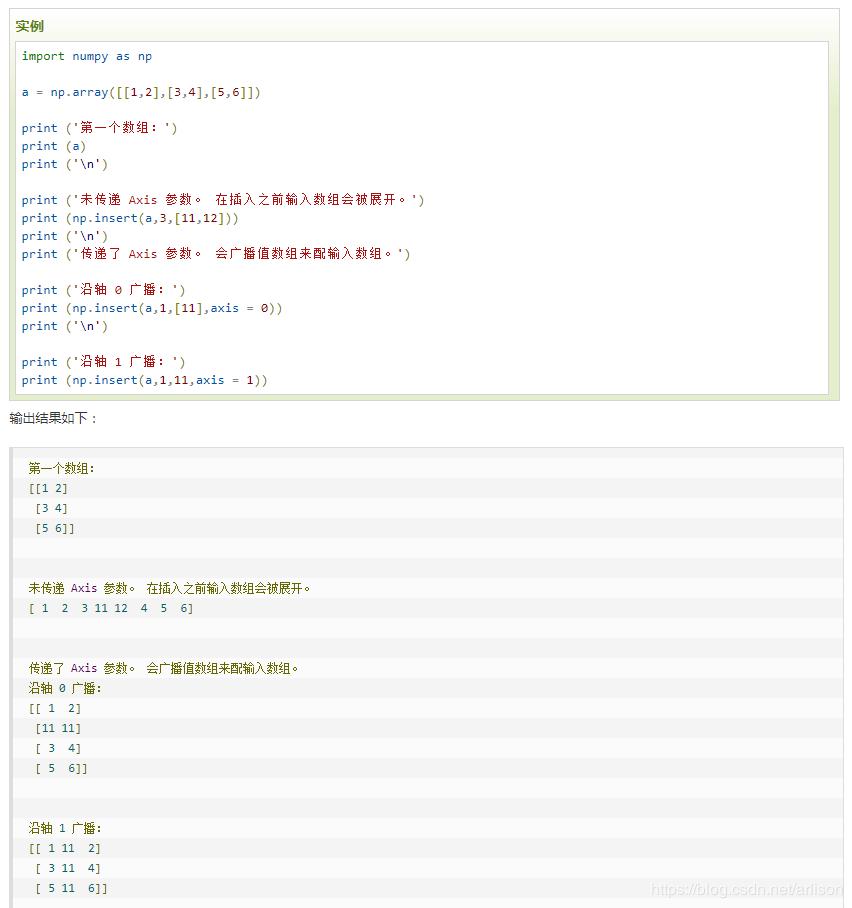 实例
import numpy as np
a = np.array([[1,2],[3,4],[5,6]])
print ('第一个数组：')
print (a)
print ('\n')
print ('未传递 Axis 参数。 在插入之前输入数组会被展开。')
print (np.insert(a,3,[11,12]))
print ('\n')
print ('传递了 Axis 参数。 会广播值数组来配输入数组。')
print ('沿轴 0 广播：')
print (np.insert(a,1,[11],axis = 0))
print ('\n')
print ('沿轴 1 广播：')
print (np.insert(a,1,11,axis = 1))
输出结果如下：
第一个数组：
[[1 2]
 [3 4]
 [5 6]]
未传递 Axis 参数。 在插入之前输入数组会被展开。
[ 1  2  3 11 12  4  5  6]
传递了 Axis 参数。 会广播值数组来配输入数组。
沿轴 0 广播：
[[ 1  2]
 [11 11]
 [ 3  4]
 [ 5  6]]
沿轴 1 广播：
[[ 1 11  2]
 [ 3 11  4]
 [ 5 11  6]]
https://blog.csdn.net/arlison